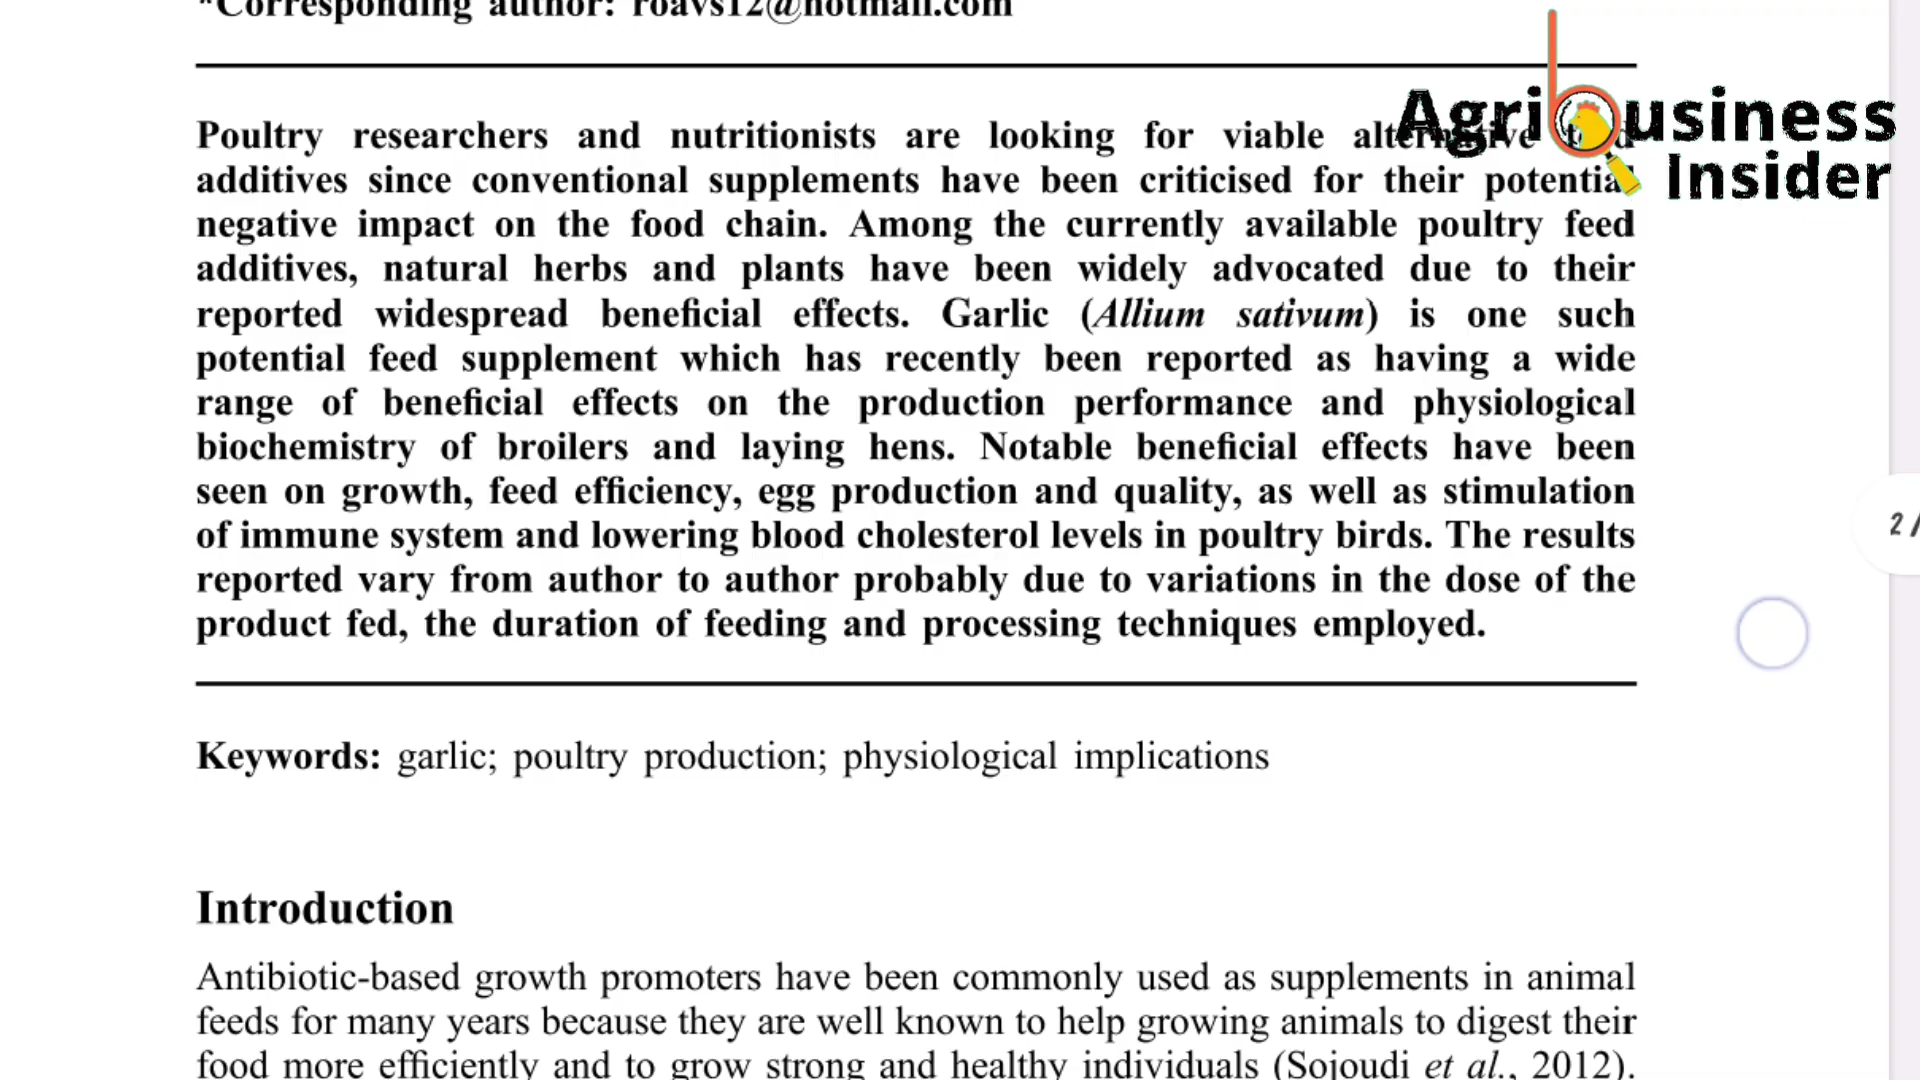 *Corresponding author: roavs12@hotmail.com
Agribusiness
Insider
Poultry researchers and nutritionists are looking for viable alternative
additives since conventional supplements have been criticised for their potential
negative impact on the food chain. Among the currently available poultry feed
additives, natural herbs and plants have been widely advocated due to their
reported widespread beneficial effects. Garlic (Allium sativum) is one such
potential feed supplement which has recently been reported as having a wide
range of beneficial effects on the production performance and physiological
biochemistry of broilers and laying hens. Notable beneficial effects have been
seen on growth, feed efficiency, egg production and quality, as well as stimulation
of immune system and lowering blood cholesterol levels in poultry birds. The results
reported vary from author to author probably due to variations in the dose of the
product fed, the duration of feeding and processing techniques employed.
2 /
Keywords: garlic; poultry production; physiological implications
Introduction
Antibiotic-based growth promoters have been commonly used as supplements in animal
feeds for many years because they are well known to help growing animals to digest their
food more efficiently and to grow strong and healthy individuals (Sojoudi et al., 2012).